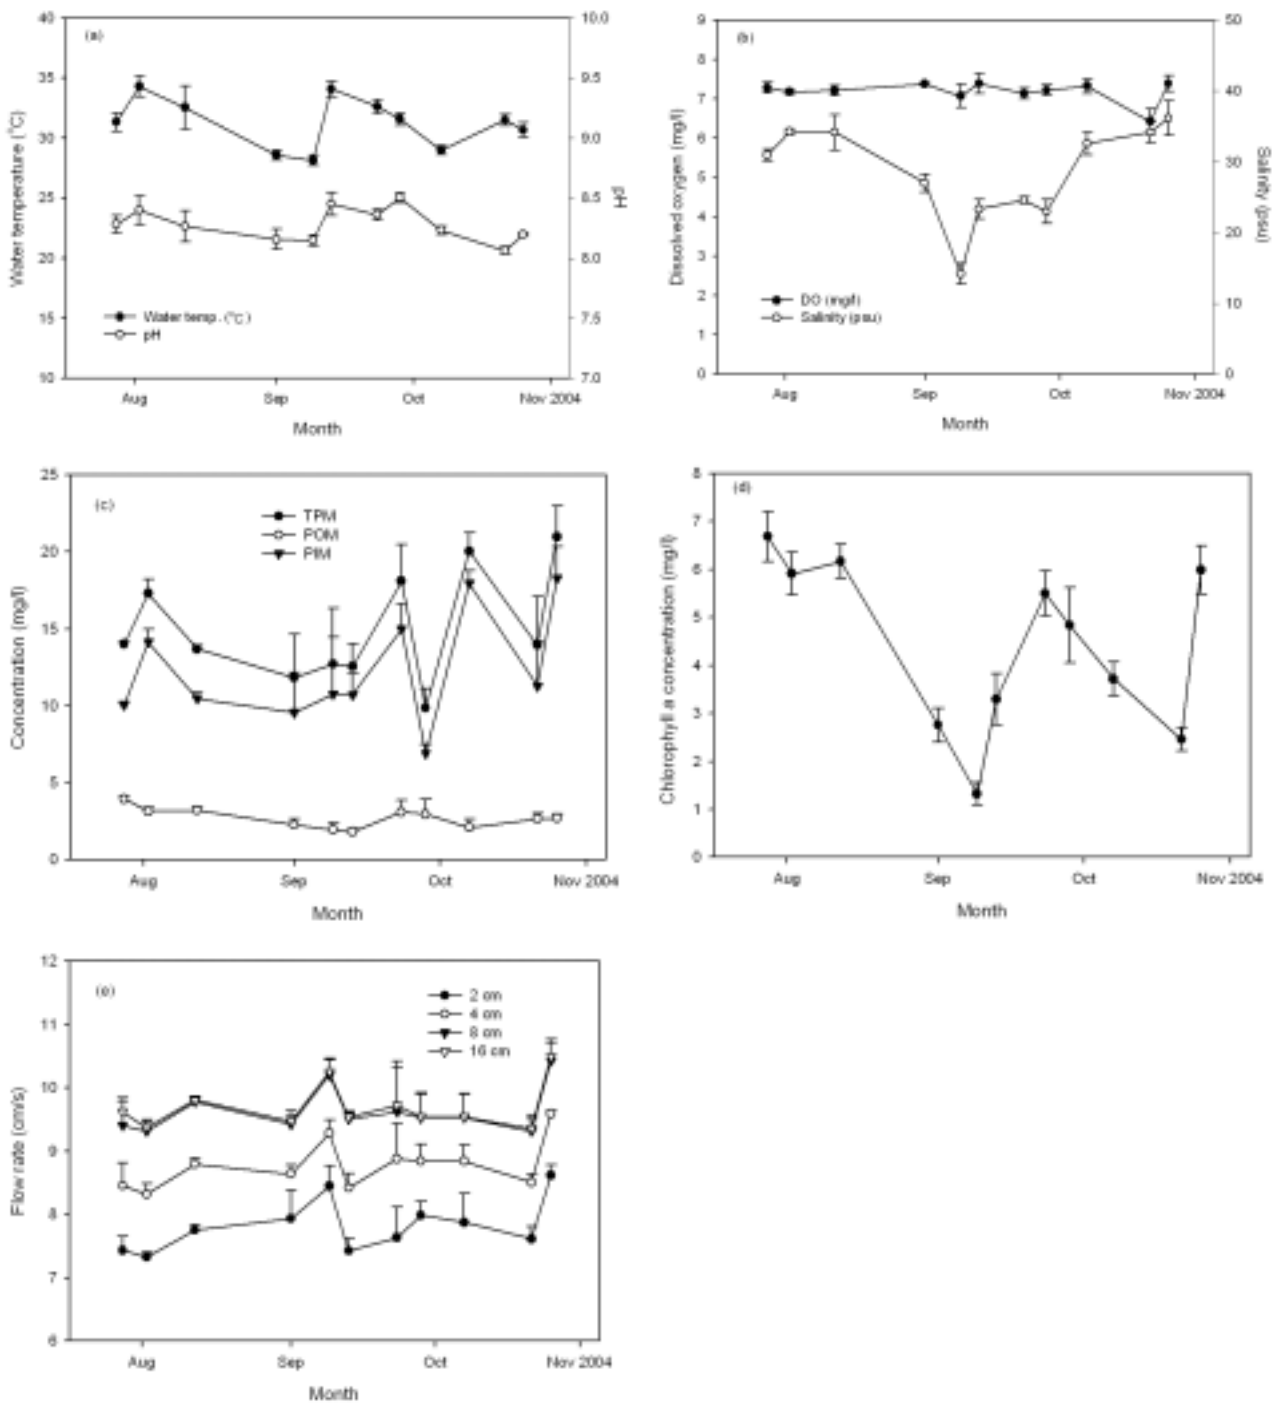 (a)
40
35
30
25
20
15
10
Water temperature (°C)
10.0
9.5
9.0
8.5
8.0
7.5
7.0
pH
Water temp. (°C)
pH
Aug
Sep
Oct
Nov 2004
Month
(b)
9
8
7
6
5
4
3
2
1
0
Dissolved oxygen (mg/l)
50
40
30
20
10
0
Salinity (psu)
DO (mg/l)
Salinity (psu)
Aug
Sep
Oct
Nov 2004
Month
(c)
25
20
15
10
5
0
Concentration (mg/l)
TPM
POM
PIM
Aug
Sep
Oct
Nov 2004
Month
(d)
8
7
6
5
4
3
2
1
0
Chlorophyll a concentration (mg/l)
Aug
Sep
Oct
Nov 2004
Month
(e)
12
11
10
9
8
7
6
Flow rate (cm/s)
2 cm
4 cm
8 cm
16 cm
Aug
Sep
Oct
Nov 2004
Month